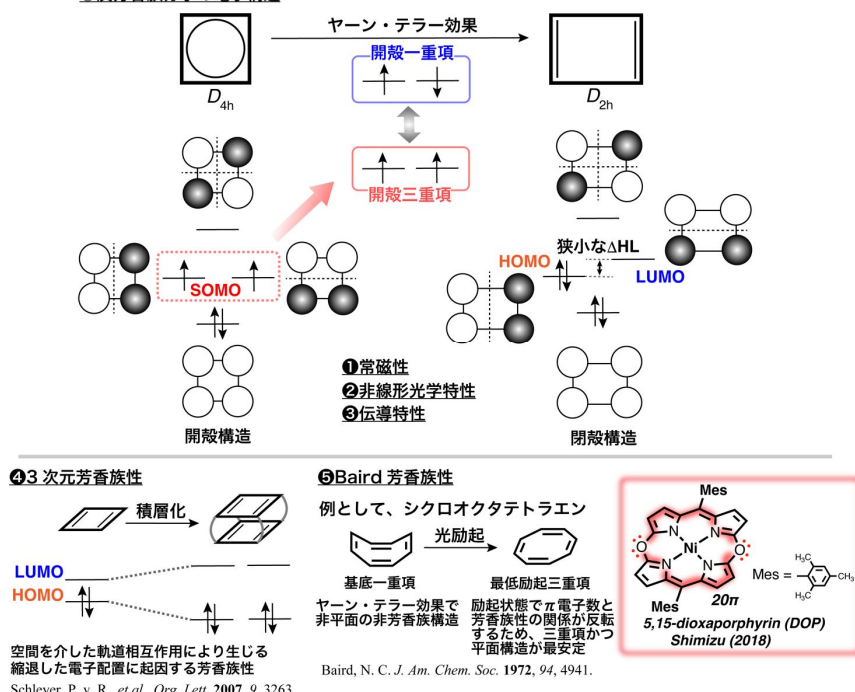 ヤーン・テラー効果
開殻一重項
D4h
D2h
開殻三重項
狭小なΔHL
HOMO
LUMO
SOMO
❶常磁性
❷非線形光学特性
❸伝導特性
開殻構造
閉殻構造
❹3 次元芳香族性
積層化
LUMO
HOMO
空間を介した軌道相互作用により生じる
縮退した電子配置に起因する芳香族性
Schleyer, P. v. R., et al. Org. Lett. 2007, 9, 3263.
❺Baird 芳香族性
例として、シクロオクタテトラエン
光励起
基底一重項
最低励起三重項
ヤーン・テラー効果で
非平面の非芳香族構造
励起状態でπ電子数と
芳香族性の関係が反転
するため、三重項かつ
平面構造が最安定
Baird, N. C. J. Am. Chem. Soc. 1972, 94, 4941.
Mes
N N
O Ni O
N N
Mes
20π
Mes =
H3C
CH3
H3C
5,15-dioxaporphyrin (DOP)
Shimizu (2018)